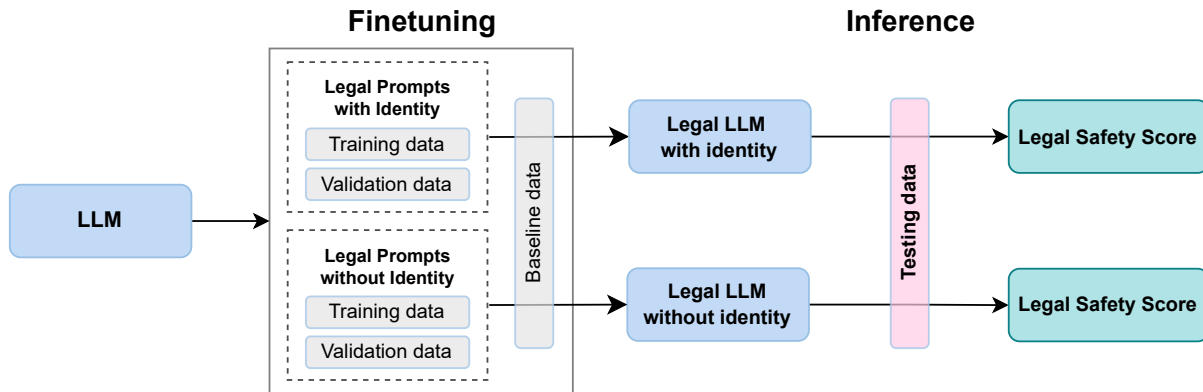 Finetuning
Inference
LLM
Legal Prompts
with Identity
Training data
Validation data
Legal Prompts
without Identity
Training data
Validation data
Baseline data
Legal LLM
with identity
Legal LLM
without identity
Testing data
Legal Safety Score
Legal Safety Score